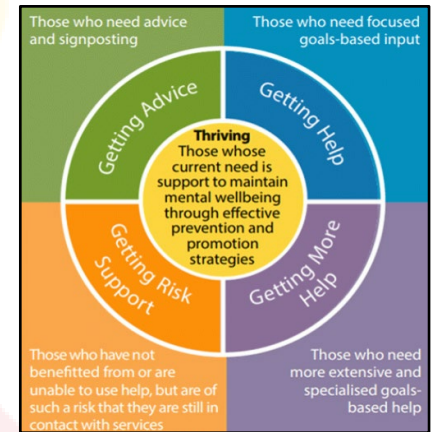 Those who need advice
and signposting
Those who need focused
goals-based input
Getting Advice
Getting Help
Thriving
Those whose
current need is
support to maintain
mental wellbeing
through effective
prevention and
promotion
strategies
Getting Risk
Support
Getting More
Help
Those who have not
benefitted from or are
unable to use help, but are of
such a risk that they are still in
contact with services
Those who need
more extensive and
specialised goals-
based help